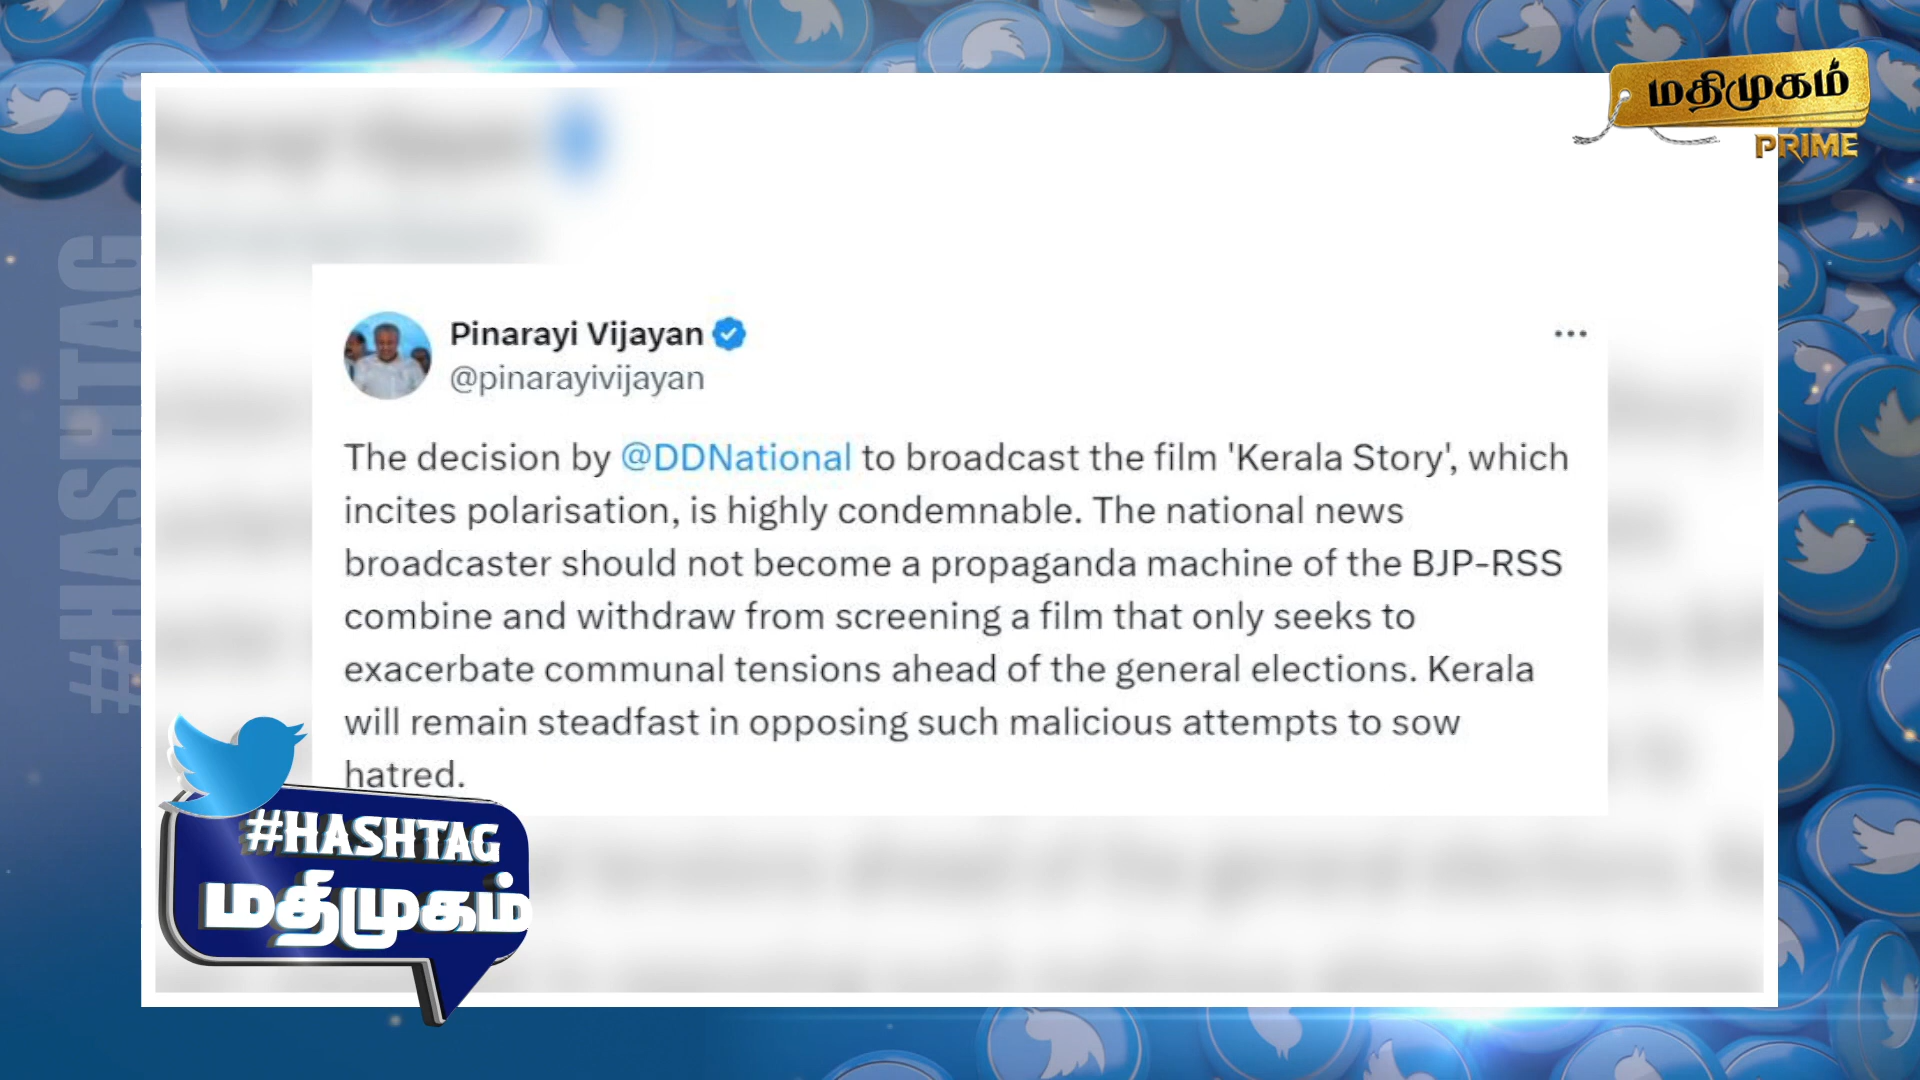 மதிமுகம்
PRIME
#HASHTAG
Pinarayi Vijayan
@pinarayivijayan
The decision by @DDNational to broadcast the film 'Kerala Story', which
incites polarisation, is highly condemnable. The national news
broadcaster should not become a propaganda machine of the BJP-RSS
combine and withdraw from screening a film that only seeks to
exacerbate communal tensions ahead of the general elections. Kerala
will remain steadfast in opposing such malicious attempts to sow
hatred.
#HASHTAG
மதிமுகம்